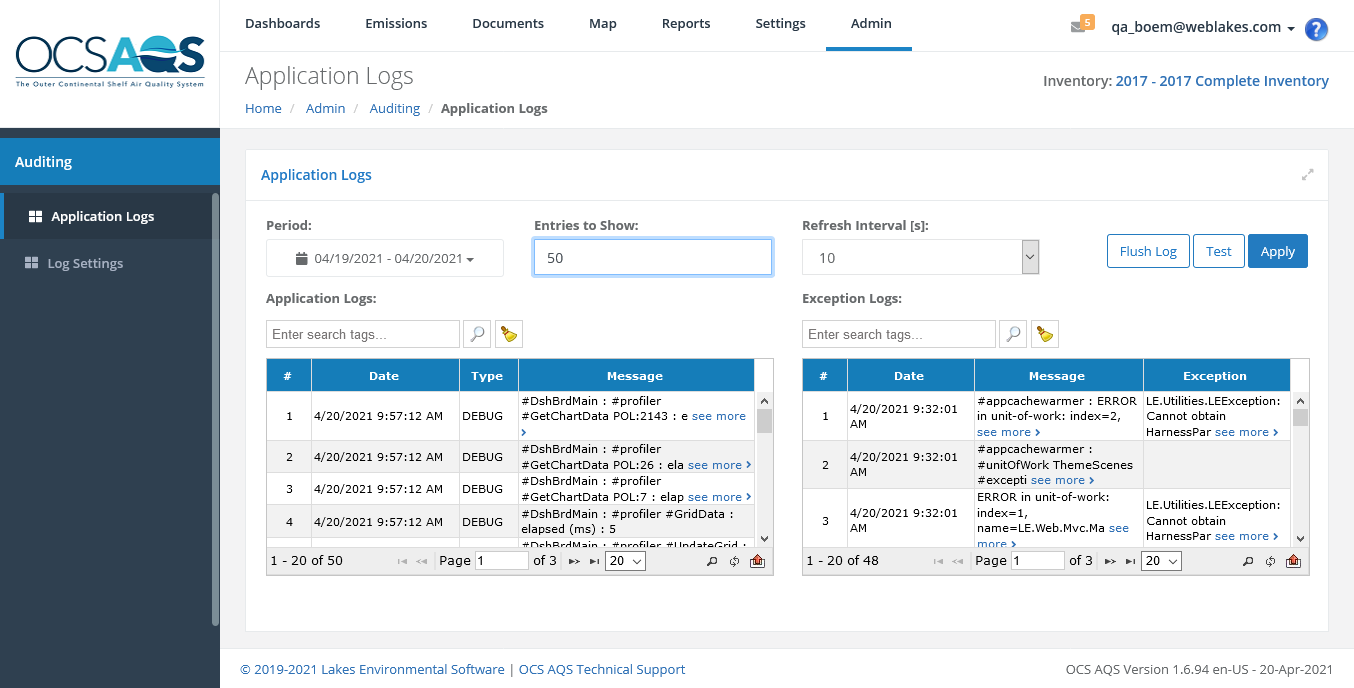 OCSAQS
The Outer Continental Shelf Air Quality System
Dashboards Emissions Documents Map Reports Settings Admin
5 qa_boem@weblakes.com ?
Application Logs
Inventory: 2017 - 2017 Complete Inventory
Home / Admin / Auditing / Application Logs
Auditing
Application Logs
Log Settings
Application Logs
Period: Entries to Show: Refresh Interval [s]:
04/19/2021 - 04/20/2021 50 10 Flush Log Test Apply
Application Logs:
Enter search tags...
# Date Type Message
1 4/20/2021 9:57:12 AM DEBUG #DshBrdMain : #profiler
#GetChartData POL:2143 : e see more
2 4/20/2021 9:57:12 AM DEBUG #DshBrdMain : #profiler
#GetChartData POL:26 : ela see more
3 4/20/2021 9:57:12 AM DEBUG #DshBrdMain : #profiler
#GetChartData POL:7 : elap see more
4 4/20/2021 9:57:12 AM DEBUG #DshBrdMain : #profiler #GridData :
elapsed (ms) : 5
#DshBrdMain : #profiler #UpdateGrid :
1 - 20 of 50 Page 1 of 3 20
Exception Logs:
Enter search tags...
# Date Message Exception
1 4/20/2021 9:32:01 AM
#appcachewarmer : ERROR
in unit-of-work: index=2,
see more
LE.Utilities.LEException:
Cannot obtain
HarnessPar see more
2 4/20/2021 9:32:01 AM
#appcachewarmer :
#unitOfWork ThemeScenes
#excepti see more
3 4/20/2021 9:32:01 AM
ERROR in unit-of-work:
index=1,
name=LE.Web.Mvc.Ma see
more
LE.Utilities.LEException:
Cannot obtain
HarnessPar see more
1 - 20 of 48 Page 1 of 3 20
© 2019-2021 Lakes Environmental Software | OCS AQS Technical Support
OCS AQS Version 1.6.94 en-US - 20-Apr-2021